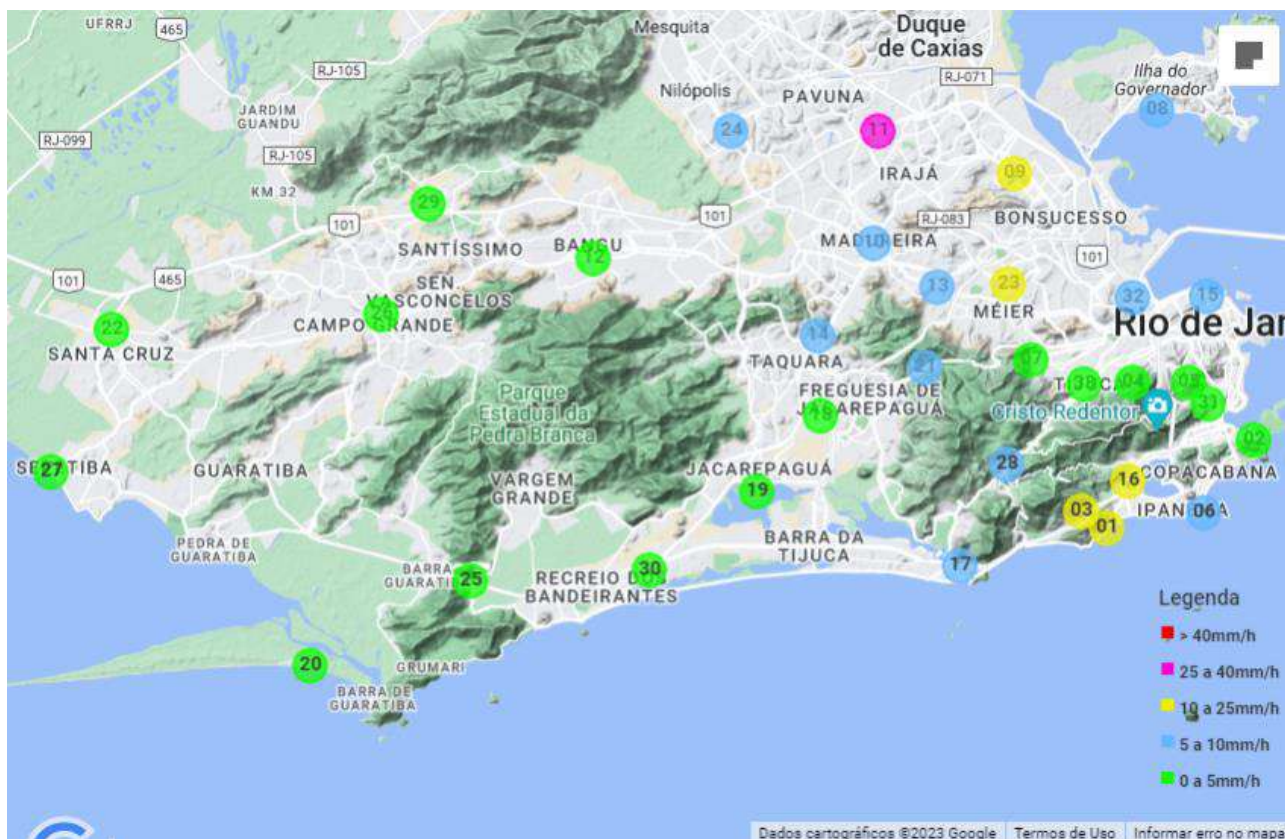 UFRRJ
465
Mesquita
Duque
de Caxias
RJ-105
RJ-071
Ilha do
Governador
Nilópolis
PAVUNA
08
JARDIM
GUANDU
24
11
RJ-099
RJ-105
IRAJÁ
09
KM 32
29
101
101
RJ-083
BONSUCESSO
SANTÍSSIMO
BANGU
12
MADUREIRA
10
101
101
465
SEN.
VASCONCELOS
13
23
32
15
26
CAMPO GRANDE
MÉIER
Rio de Jan
22
SANTA CRUZ
14
TAQUARA
21
07
FREGUESIA DE
JACAREPAGUÁ
18
04
05
31
Parque
Estadual da
Pedra Branca
Cristo Redentor
02
SEPETIBA
27
GUARATIBA
JACAREPAGUÁ
28
COPACABANA
VARGEM
GRANDE
19
16
03
IPANEMA
06
01
PEDRA DE
GUARATIBA
BARRA DA
TIJUCA
BARRA
GUARATI
25
RECREIO DOS
BANDEIRANTES
30
17
Legenda
> 40mm/h
20
GRUMARI
25 a 40mm/h
BARRA DE
GUARATIBA
10 a 25mm/h
5 a 10mm/h
0 a 5mm/h
Dados cartográficos ©2023 Google
Termos de Uso
Informar erro no mapa